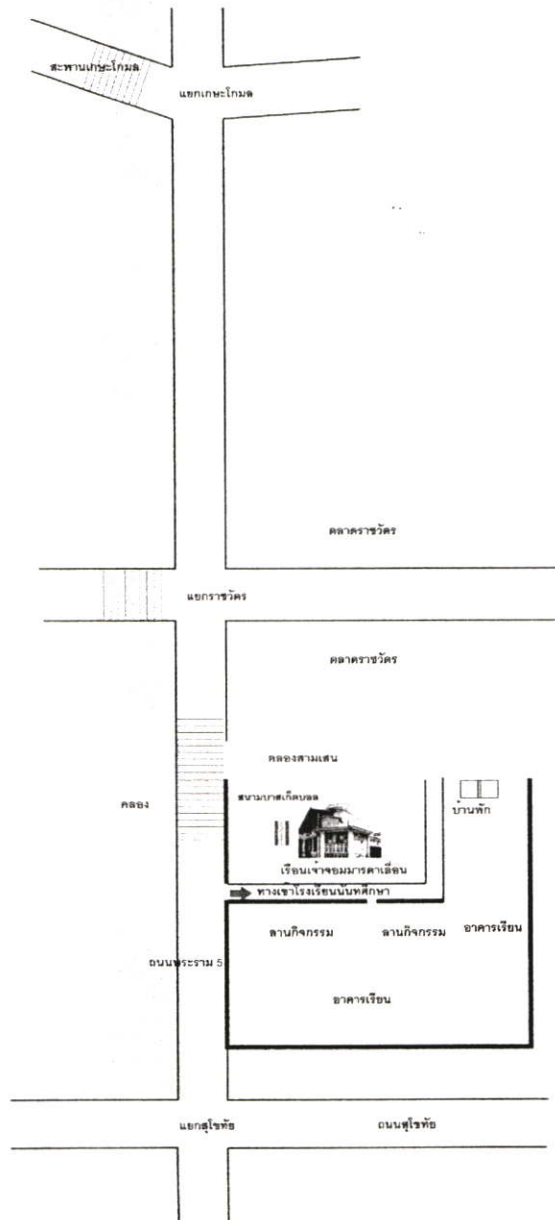 สะพานเกษะโกมล
แยกเกษะโกมล
ตลาดราชวัตร
แยกราชวัตร
ตลาดราชวัตร
คลองสามเสน
สนามบาสเก็ตบอล
คลอง
บ้านพัก
เรือนเจ้าจอมมารดาเลื่อน
ทางเข้าโรงเรียนนันทศึกษา
ลานกิจกรรม
ลานกิจกรรม
อาคารเรียน
ถนนพระราม 5
อาคารเรียน
แยกสุโขทัย
ถนนสุโขทัย